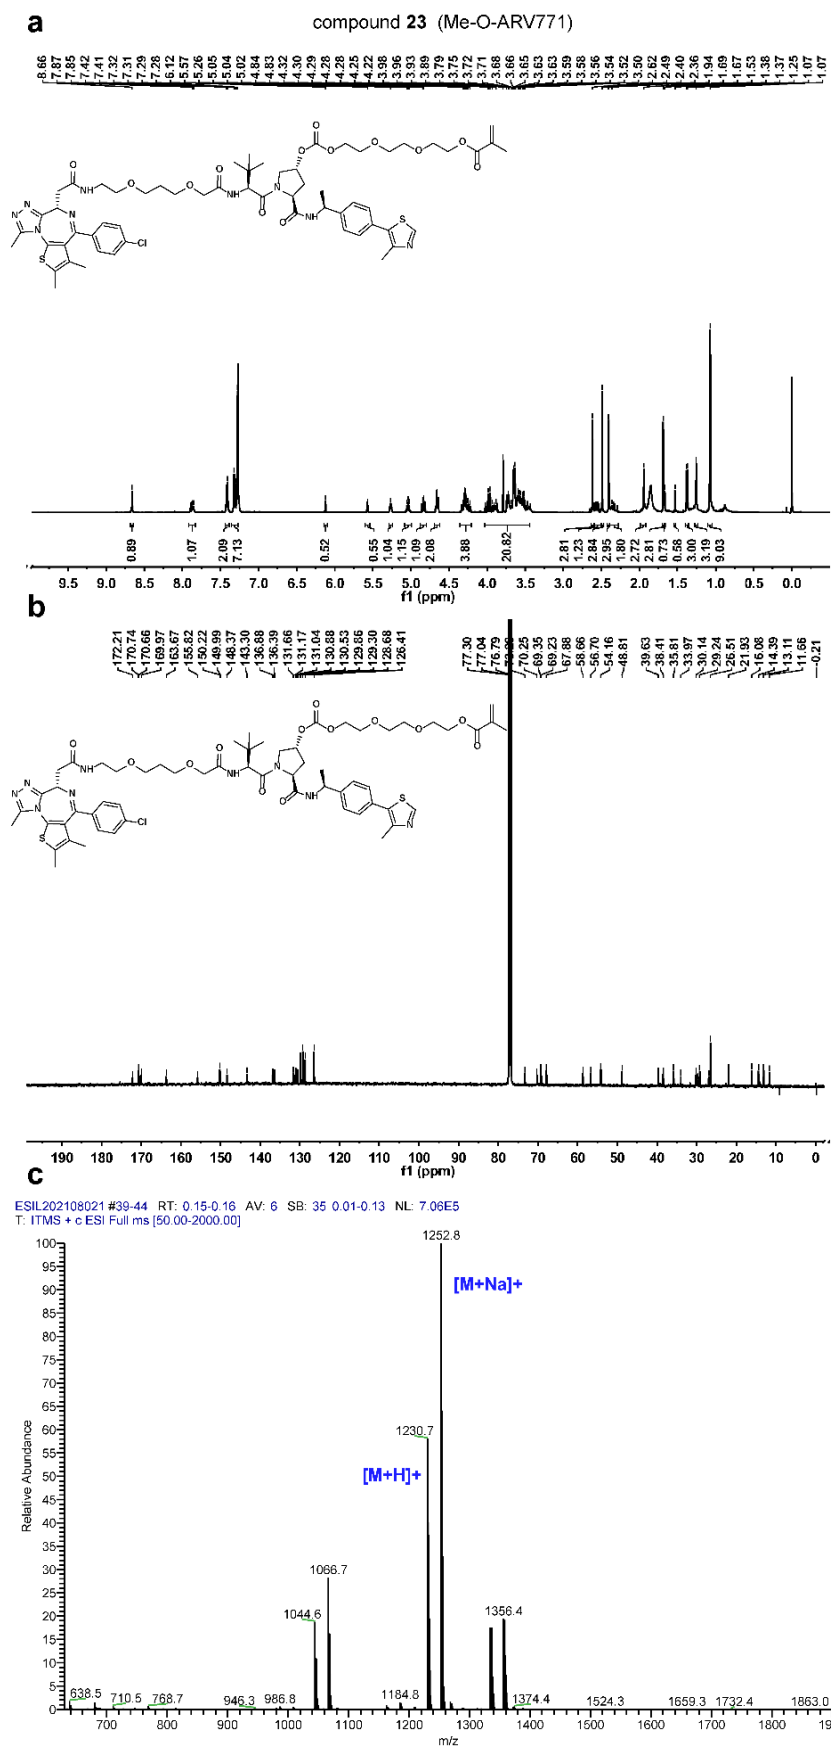 a
compound 23 (Me-O-ARV771)
8.66 7.87 7.85 7.42 7.41 7.32 7.31 7.29 7.28 6.12 5.57 5.26 5.05 5.04 5.02 4.84 4.83 4.32 4.30 4.29 4.28 4.28 4.25 4.22 3.98 3.96 3.93 3.89 3.79 3.75 3.72 3.71 3.68 3.66 3.65 3.63 3.63 3.59 3.58 3.56 3.54 3.52 3.50 2.62 2.49 2.40 2.36 1.94 1.69 1.67 1.53 1.38 1.37 1.25 1.07 1.07
0.89 1.07 2.09 7.13 0.52 0.55 1.04 1.15 1.09 2.08 3.88 20.82 2.81 1.23 2.84 2.95 1.80 2.72 2.81 0.73 0.58 3.00 3.19 9.03
9.5 9.0 8.5 8.0 7.5 7.0 6.5 6.0 5.5 5.0 4.5 4.0 3.5 3.0 2.5 2.0 1.5 1.0 0.5 0.0
f1 (ppm)
b
172.21 170.74 170.66 169.97 163.67 155.82 150.22 149.99 148.37 143.30 136.88 136.39 131.66 131.17 131.04 130.88 130.53 129.86 129.30 128.68 126.41 77.30 77.04 76.79 70.25 69.35 69.23 67.88 58.66 56.70 54.16 48.81 39.63 38.41 35.81 33.97 30.14 29.24 26.51 21.93 16.08 14.39 13.11 11.66 -0.21
190 180 170 160 150 140 130 120 110 100 90 80 70 60 50 40 30 20 10 0
f1 (ppm)
c
ESIL202108021 #39-44 RT: 0.15-0.16 AV: 6 SB: 35 0.01-0.13 NL: 7.06E5
T: ITMS + c ESI Full ms [50.00-2000.00]
1252.8
[M+Na]+
1230.7
[M+H]+
1066.7
1044.6
1356.4
638.5 710.5 768.7 946.3 986.8 1184.8 1374.4 1524.3 1659.3 1732.4 1863.0
100
95
90
85
80
75
70
65
60
55
50
45
40
35
30
25
20
15
10
5
0
Relative Abundance
700 800 900 1000 1100 1200 1300 1400 1500 1600 1700 1800
m/z